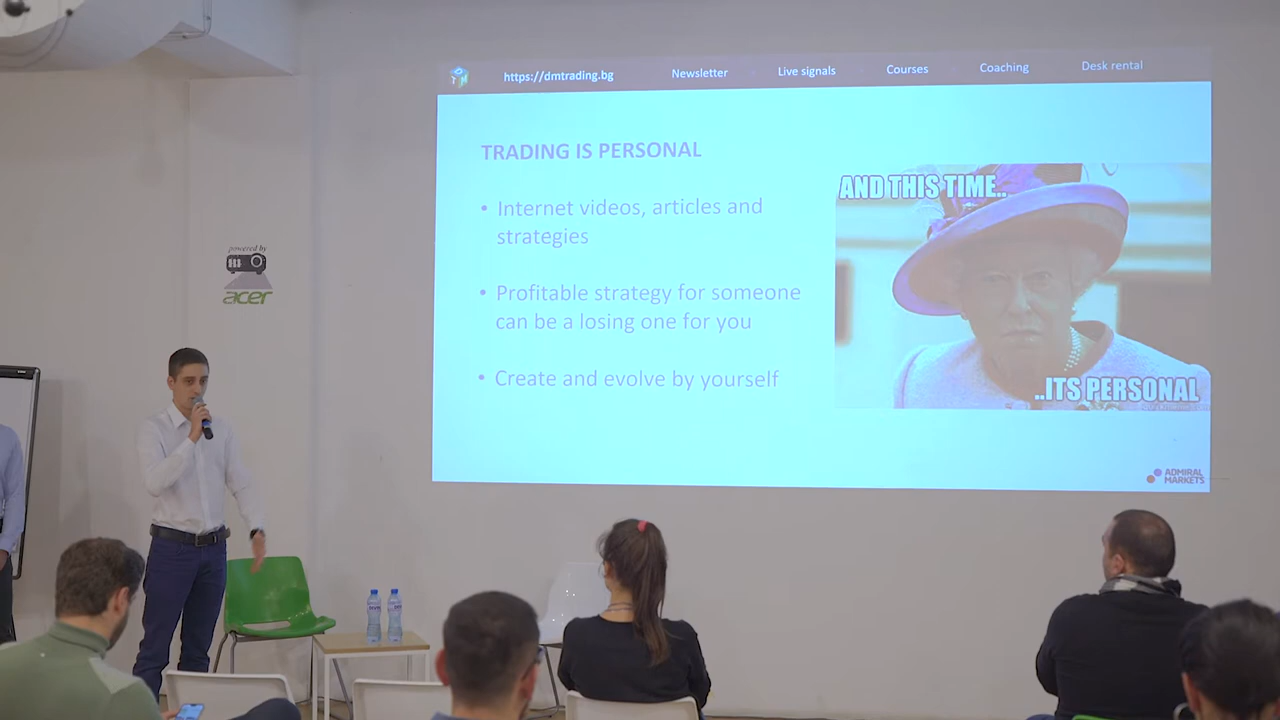 https://dmtrading.bg Newsletter Live signals Courses Coaching Desk rental
TRADING IS PERSONAL
• Internet videos, articles and
strategies
• Profitable strategy for someone
can be a losing one for you
• Create and evolve by yourself
AND THIS TIME..
..ITS PERSONAL
ADMIRAL
MARKETS
powered by
acer